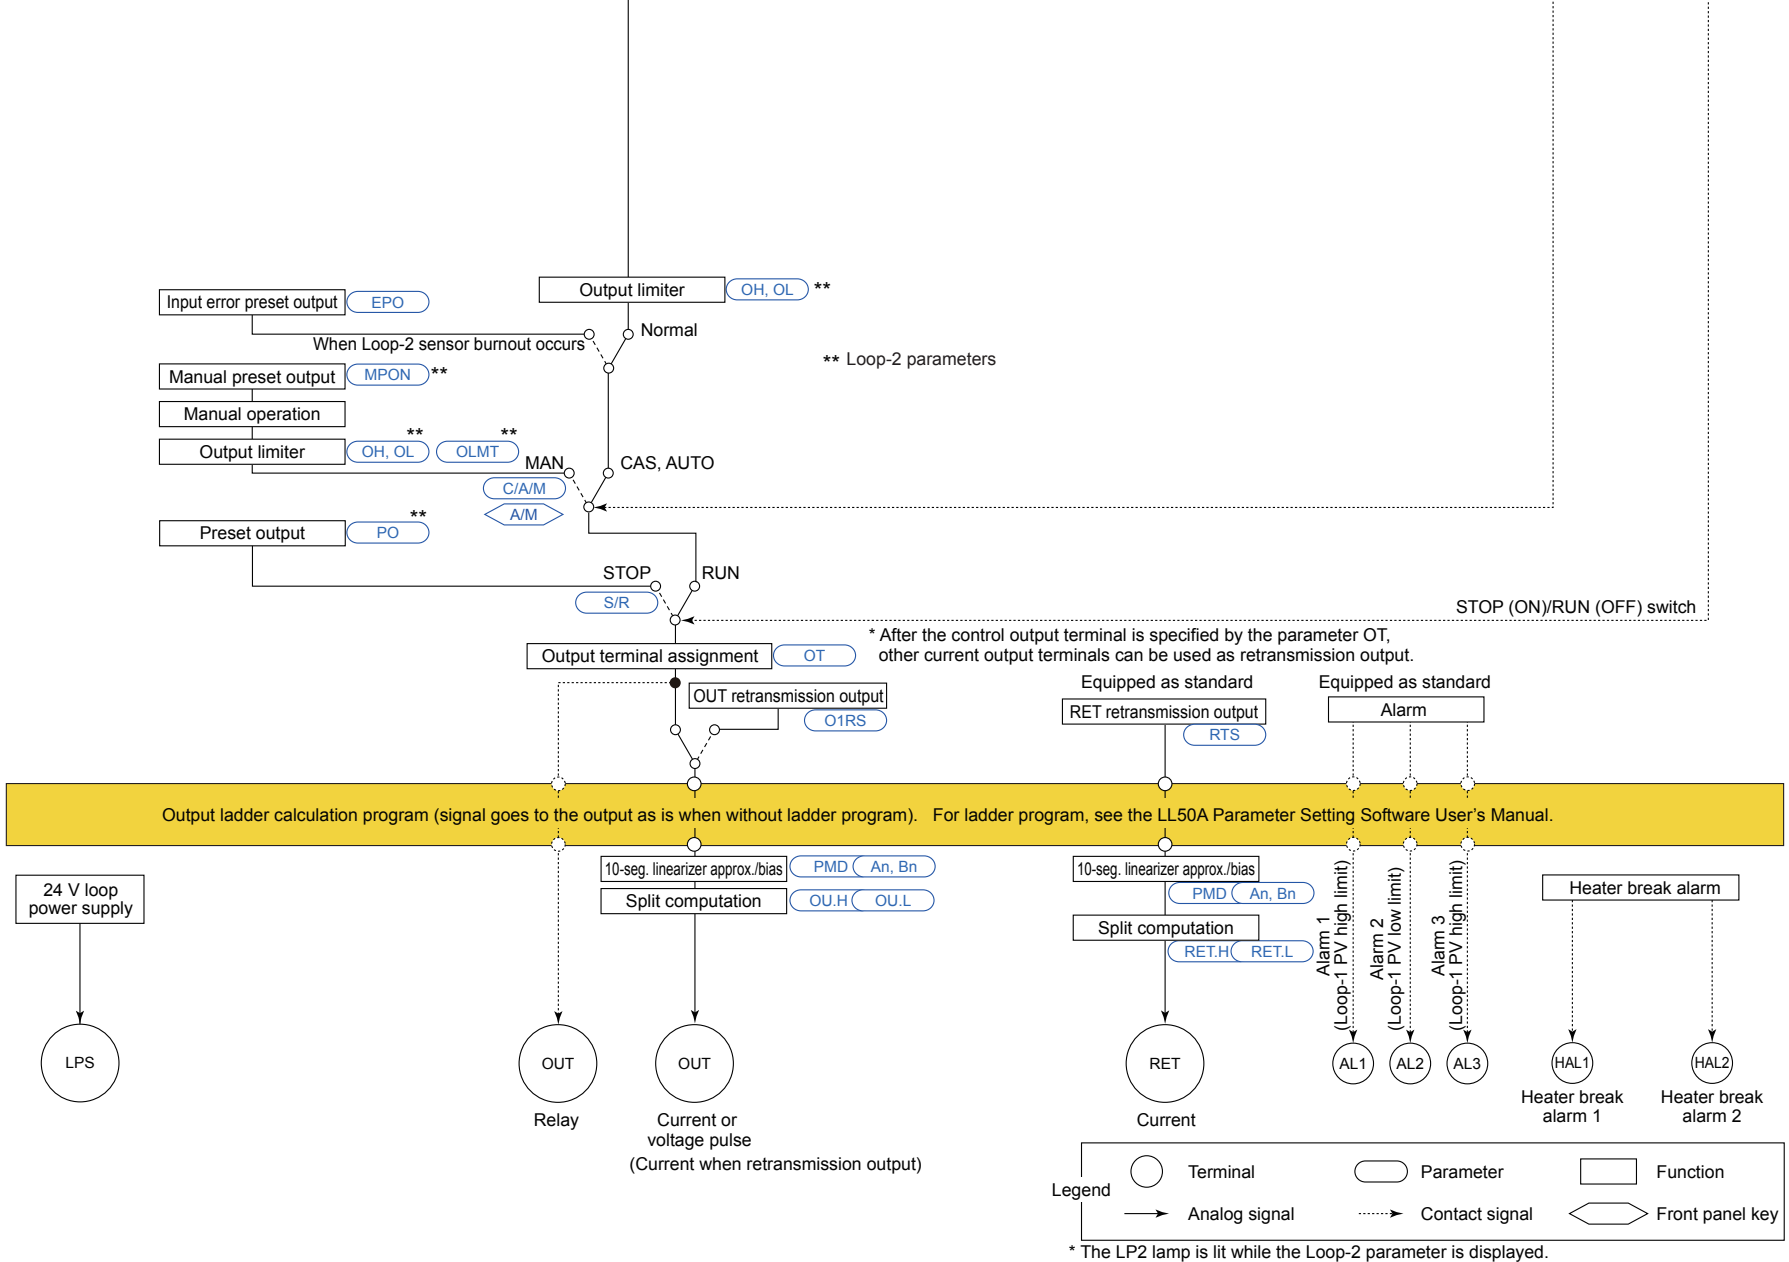 Output limiter
OH, OL
**
Input error preset output
EPO
Normal
When Loop-2 sensor burnout occurs
** Loop-2 parameters
Manual preset output
MPON
**
Manual operation
**
**
Output limiter
OH, OL
OLMT
MAN
CAS, AUTO
C/A/M
A/M
**
Preset output
PO
STOP
RUN
S/R
STOP (ON)/RUN (OFF) switch
* After the control output terminal is specified by the parameter OT,
other current output terminals can be used as retransmission output.
Output terminal assignment
OT
OUT retransmission output
O1RS
Equipped as standard
RET retransmission output
RTS
Equipped as standard
Alarm
Output ladder calculation program (signal goes to the output as is when without ladder program).   For ladder program, see the LL50A Parameter Setting Software User's Manual.
24 V loop
power supply
10-seg. linearizer approx./bias
PMD
An, Bn
Split computation
OU.H
OU.L
10-seg. linearizer approx./bias
PMD
An, Bn
Split computation
RET.H
RET.L
Alarm 1
(Loop-1 PV high limit)
Alarm 2
(Loop-1 PV low limit)
Alarm 3
(Loop-1 PV high limit)
Heater break alarm
LPS
OUT
OUT
RET
AL1
AL2
AL3
HAL1
HAL2
Relay
Current or
voltage pulse
(Current when retransmission output)
Current
Heater break
alarm 1
Heater break
alarm 2
Legend
Terminal
Parameter
Function
Analog signal
Contact signal
Front panel key
* The LP2 lamp is lit while the Loop-2 parameter is displayed.